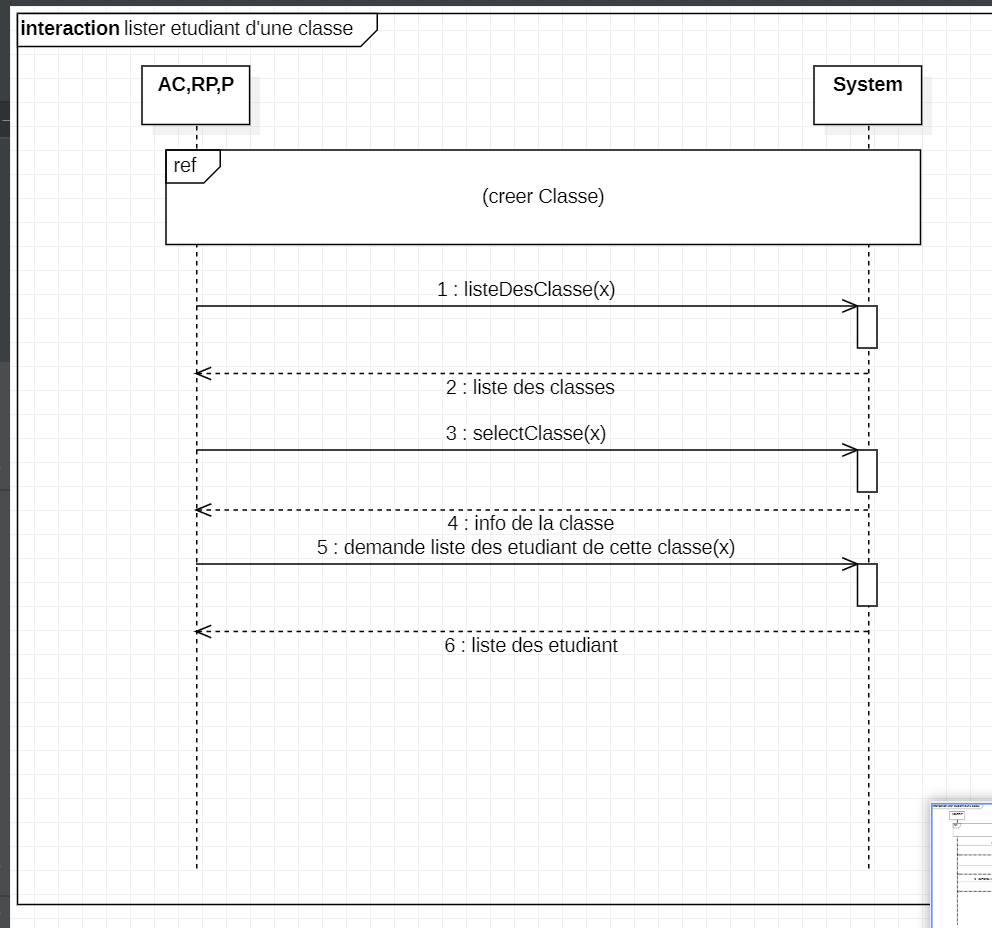 interaction lister etudiant d'une classe
AC,RP,P
System
ref
(creer Classe)
1 : listeDesClasse(x)
2 : liste des classes
3 : selectClasse(x)
4 : info de la classe
5 : demande liste des etudiant de cette classe(x)
6 : liste des etudiant